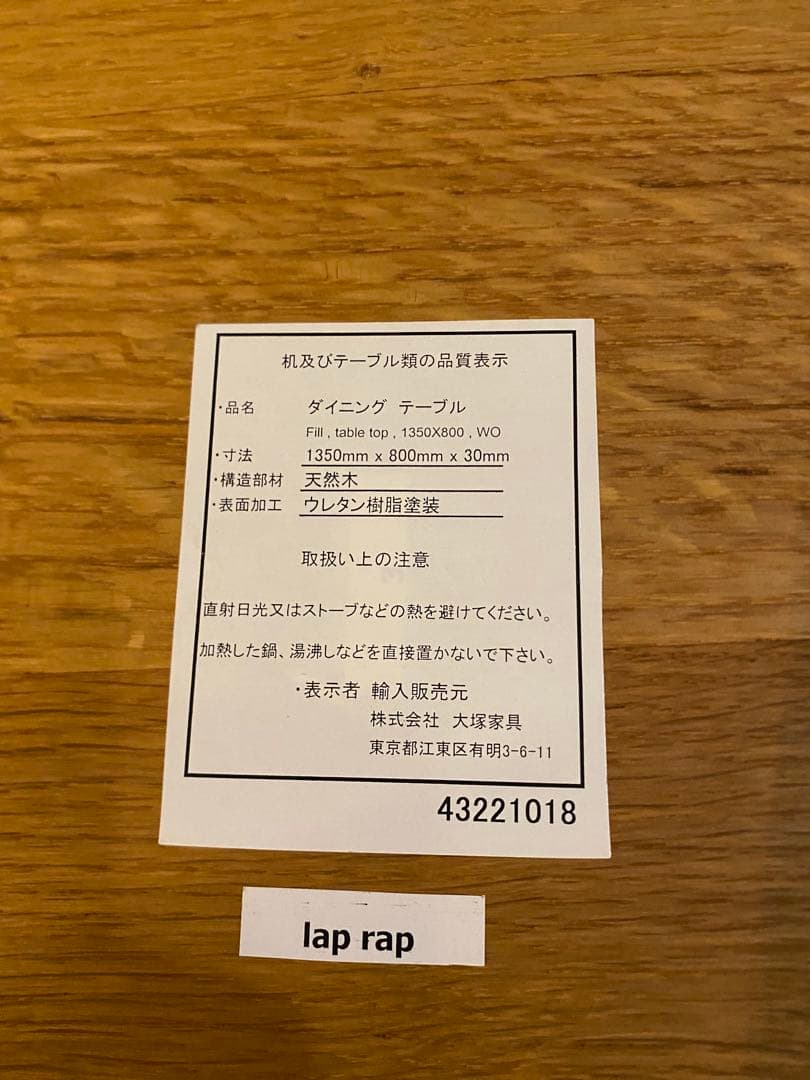 机及びテーブル類の品質表示
・品名 ダイニング テーブル
Fill , table top , 1350X800 , WO
・寸法 1350mm x 800mm x 30mm
・構造部材 天然木
・表面加工 ウレタン樹脂塗装
取扱い上の注意
直射日光又はストーブなどの熱を避けてください。
加熱した鍋、湯沸しなどを直接置かないで下さい。
・表示者 輸入販売元
株式会社 大塚家具
東京都江東区有明3-6-11
43221018
lap rap